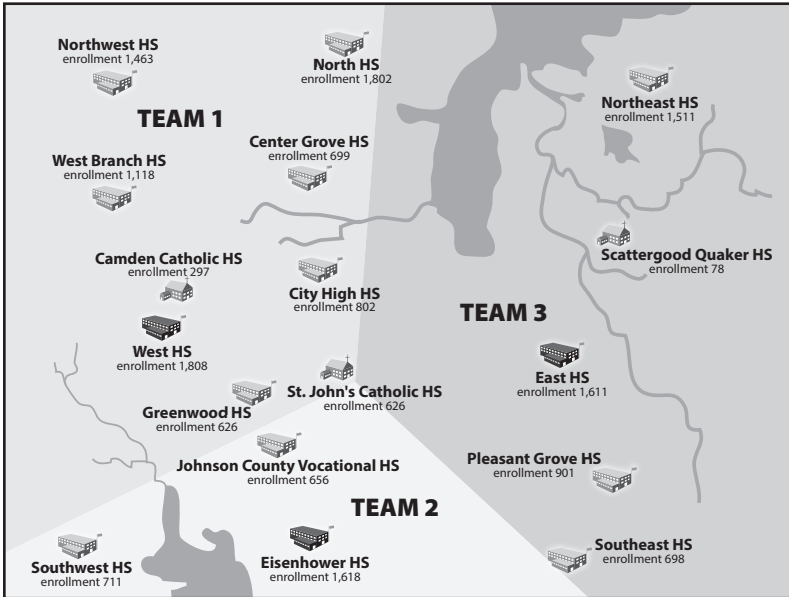 Northwest HS
enrollment 1,463
North HS
enrollment 1,802
Northeast HS
enrollment 1,511
TEAM 1
Center Grove HS
enrollment 699
West Branch HS
enrollment 1,118
Camden Catholic HS
enrollment 297
Scattergood Quaker HS
enrollment 78
City High HS
enrollment 802
TEAM 3
West HS
enrollment 1,808
East HS
enrollment 1,611
St. John's Catholic HS
enrollment 626
Greenwood HS
enrollment 626
Johnson County Vocational HS
enrollment 656
Pleasant Grove HS
enrollment 901
TEAM 2
Southwest HS
enrollment 711
Eisenhower HS
enrollment 1,618
Southeast HS
enrollment 698